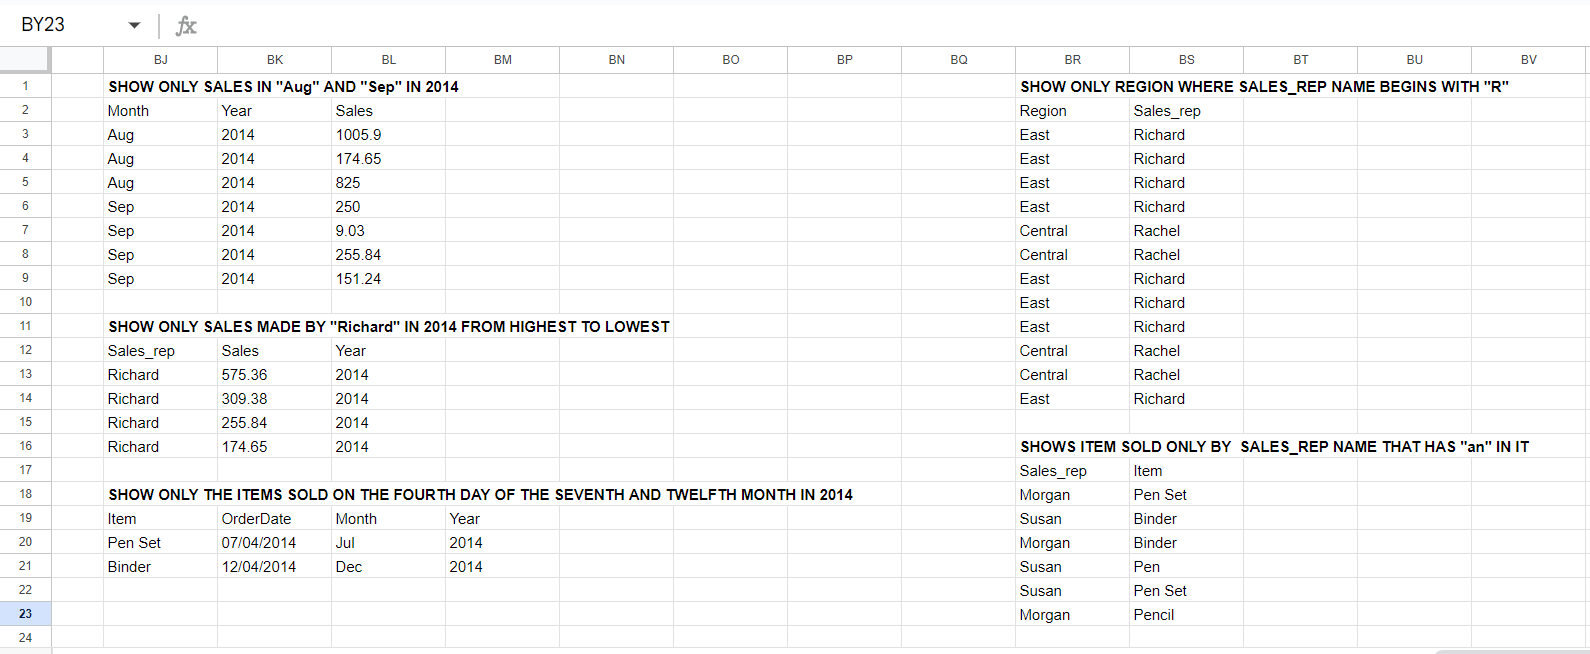 BY23 fx
BJ BK BL BM BN BO BP BQ BR BS BT BU BV
1 SHOW ONLY SALES IN "Aug" AND "Sep" IN 2014 SHOW ONLY REGION WHERE SALES_REP NAME BEGINS WITH "R"
2 Month Year Sales Region Sales_rep
3 Aug 2014 1005.9 East Richard
4 Aug 2014 174.65 East Richard
5 Aug 2014 825 East Richard
6 Sep 2014 250 East Richard
7 Sep 2014 9.03 Central Rachel
8 Sep 2014 255.84 Central Rachel
9 Sep 2014 151.24 East Richard
10 East Richard
11 SHOW ONLY SALES MADE BY "Richard" IN 2014 FROM HIGHEST TO LOWEST East Richard
12 Sales_rep Sales Year Central Rachel
13 Richard 575.36 2014 Central Rachel
14 Richard 309.38 2014 East Richard
15 Richard 255.84 2014
16 Richard 174.65 2014 SHOWS ITEM SOLD ONLY BY  SALES_REP NAME THAT HAS "an" IN IT
17 Sales_rep Item
18 SHOW ONLY THE ITEMS SOLD ON THE FOURTH DAY OF THE SEVENTH AND TWELFTH MONTH IN 2014 Morgan Pen Set
19 Item OrderDate Month Year Susan Binder
20 Pen Set 07/04/2014 Jul 2014 Morgan Binder
21 Binder 12/04/2014 Dec 2014 Susan Pen
22 Susan Pen Set
23 Morgan Pencil
24